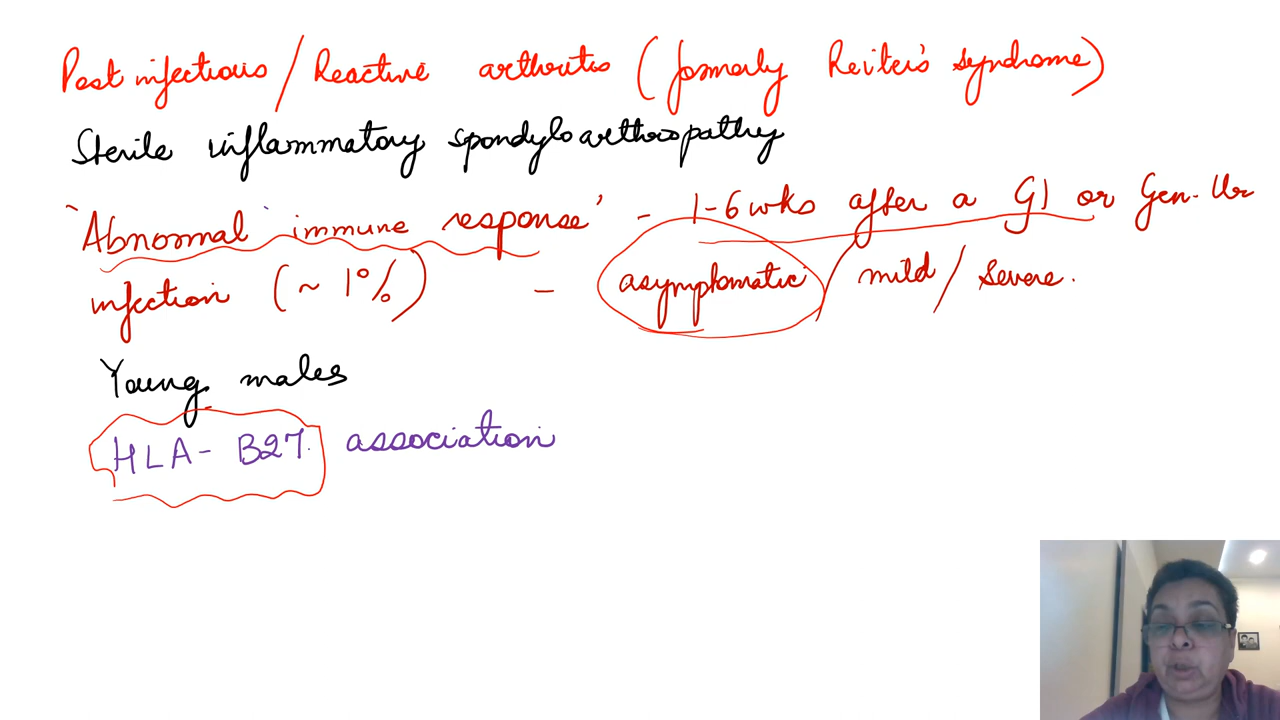 Post infectious / Reactive arthritis (formerly Reiter's syndrome)
Sterile inflammatory spondyloarthropathy
"Abnormal immune response" - 1-6 wks after a GI or Gen. Ur
infection (~ 1%) - asymptomatic / mild / severe.
Young males
HLA- B27. association